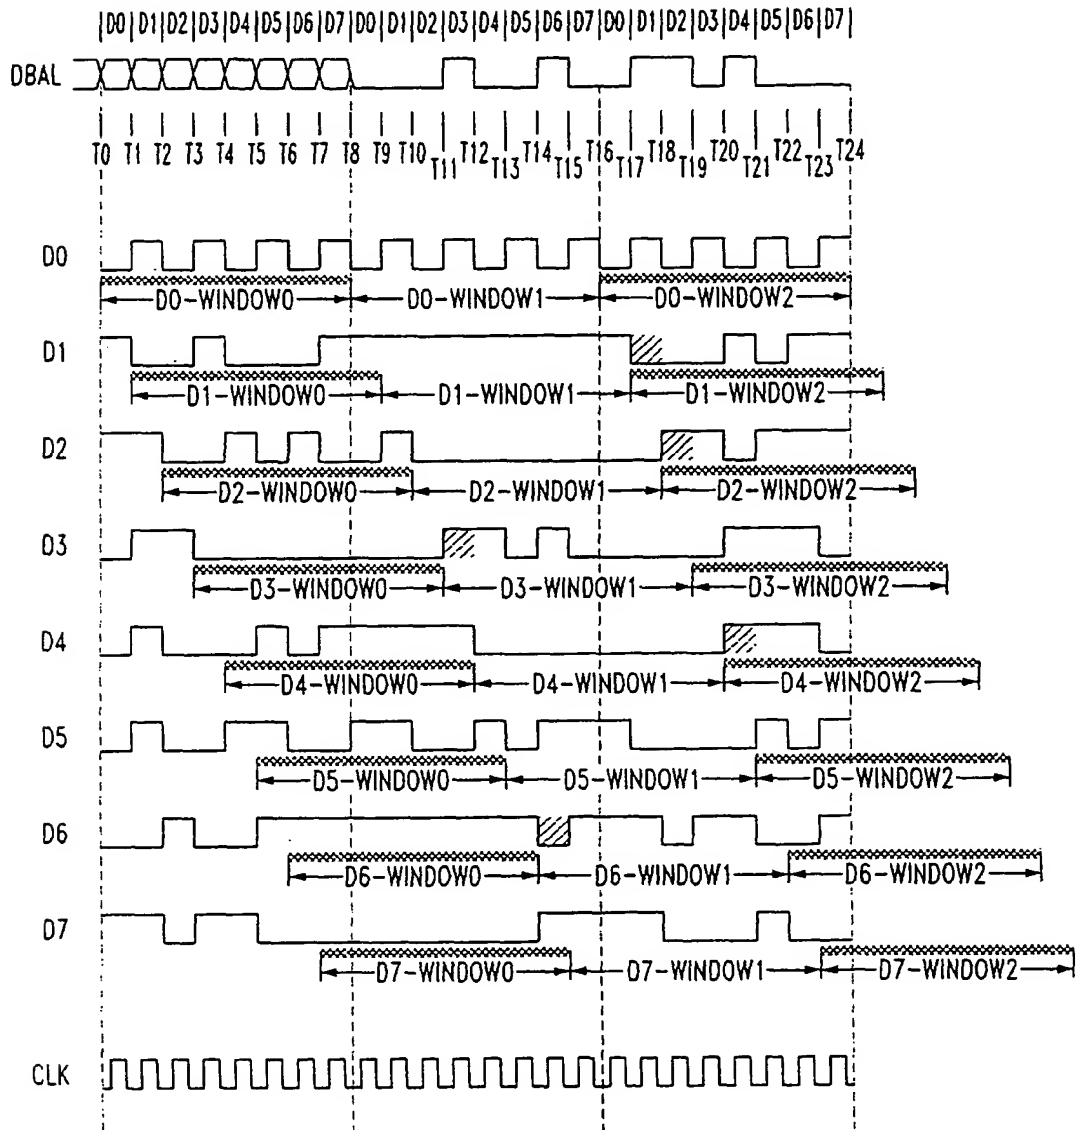 |D0|D1|D2|D3|D4|D5|D6|D7|D0|D1|D2|D3|D4|D5|D6|D7|D0|D1|D2|D3|D4|D5|D6|D7|
DBAL
T0 T1 T2 T3 T4 T5 T6 T7 T8 T9 T10 T11 T12 T13 T14 T15 T16 T17 T18 T19 T20 T21 T22 T23 T24
D0
D0-WINDOW0 D0-WINDOW1 D0-WINDOW2
D1
D1-WINDOW0 D1-WINDOW1 D1-WINDOW2
D2
D2-WINDOW0 D2-WINDOW1 D2-WINDOW2
D3
D3-WINDOW0 D3-WINDOW1 D3-WINDOW2
D4
D4-WINDOW0 D4-WINDOW1 D4-WINDOW2
D5
D5-WINDOW0 D5-WINDOW1 D5-WINDOW2
D6
D6-WINDOW0 D6-WINDOW1 D6-WINDOW2
D7
D7-WINDOW0 D7-WINDOW1 D7-WINDOW2
CLK